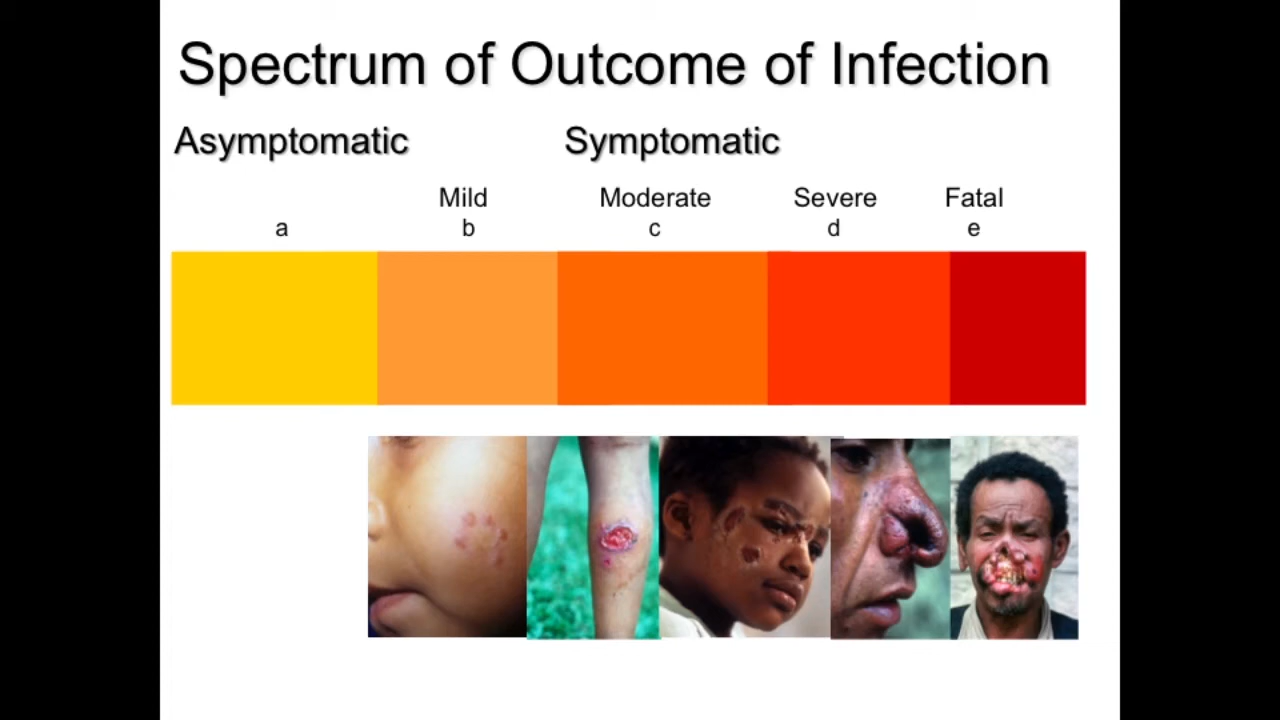 Spectrum of Outcome of Infection
Asymptomatic Symptomatic
Mild Moderate Severe Fatal
a b c d e